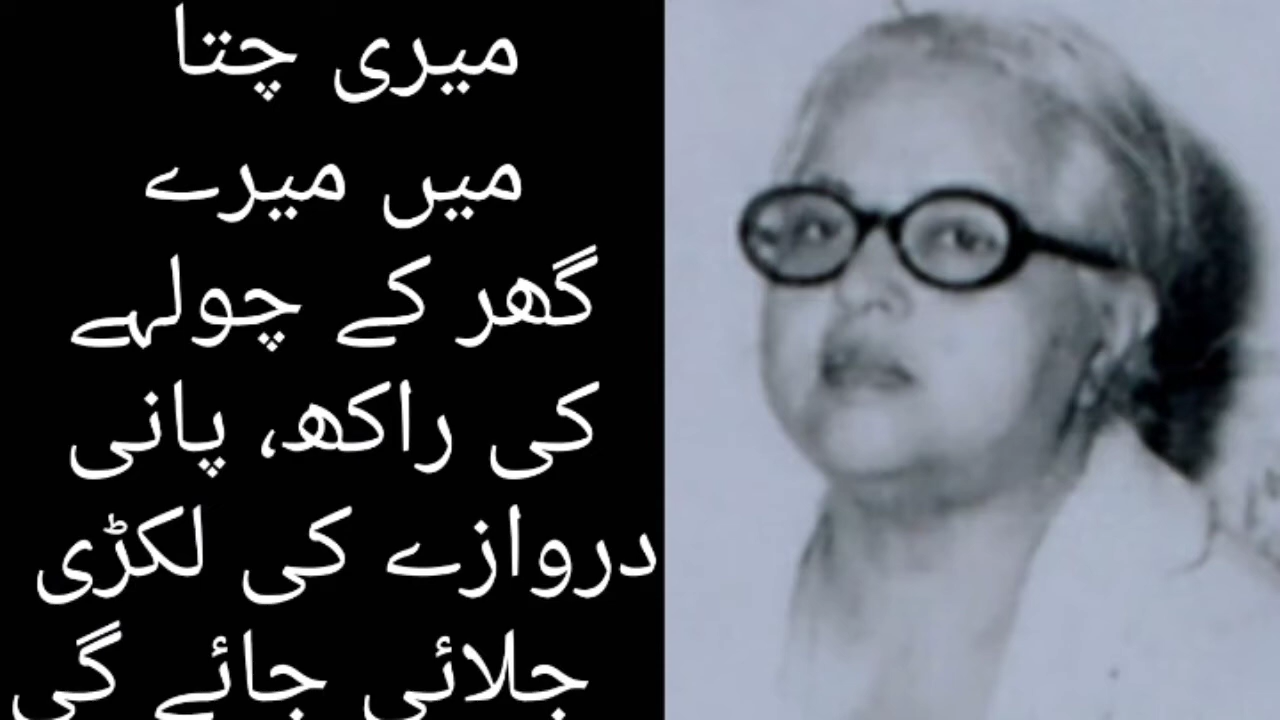 میری چتا
میں میرے
گھر کے چولہے
کی راکھ، پانی
دروازے کی لکڑی
جلائی جائے گی